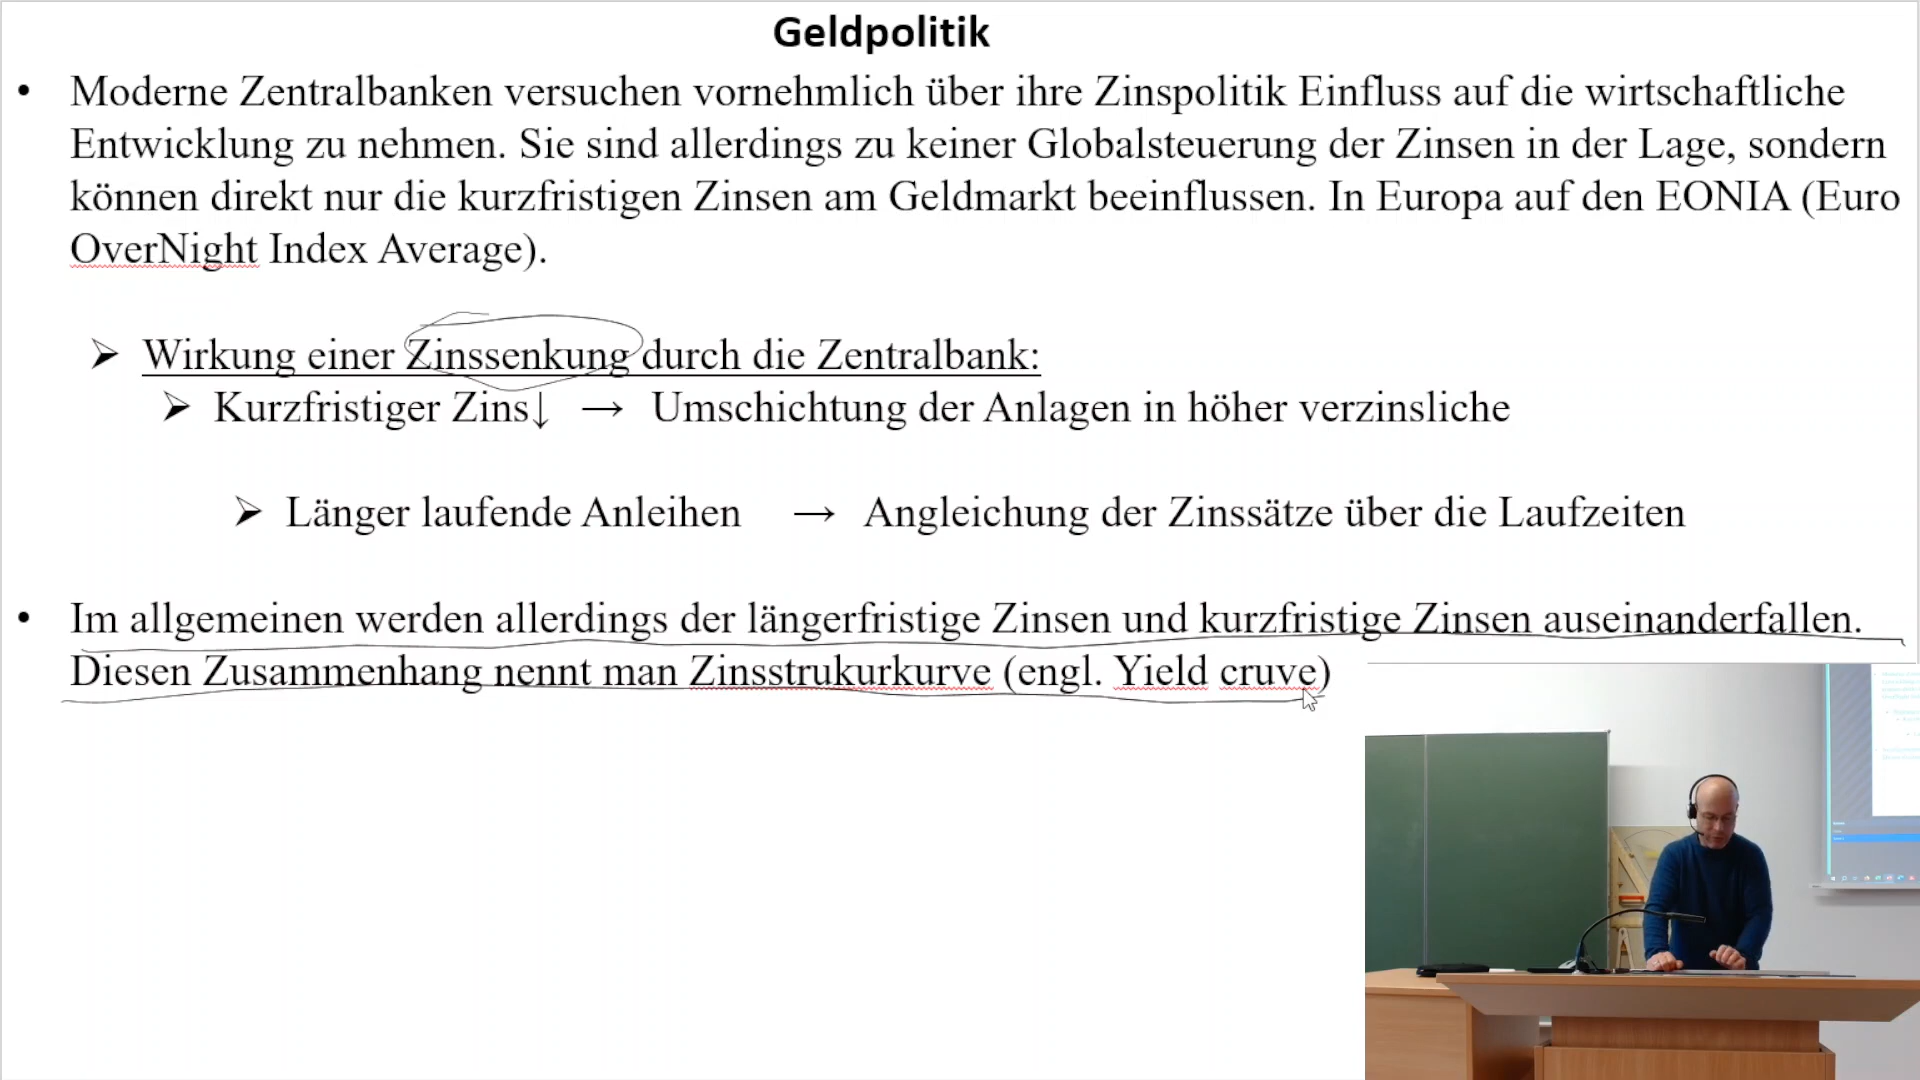 Geldpolitik
• Moderne Zentralbanken versuchen vornehmlich über ihre Zinspolitik Einfluss auf die wirtschaftliche
Entwicklung zu nehmen. Sie sind allerdings zu keiner Globalsteuerung der Zinsen in der Lage, sondern
können direkt nur die kurzfristigen Zinsen am Geldmarkt beeinflussen. In Europa auf den EONIA (Euro
OverNight Index Average).
➢ Wirkung einer Zinssenkung durch die Zentralbank:
➢ Kurzfristiger Zins↓ → Umschichtung der Anlagen in höher verzinsliche
➢ Länger laufende Anleihen → Angleichung der Zinssätze über die Laufzeiten
• Im allgemeinen werden allerdings der längerfristige Zinsen und kurzfristige Zinsen auseinanderfallen.
Diesen Zusammenhang nennt man Zinsstrukurkurve (engl. Yield cruve)